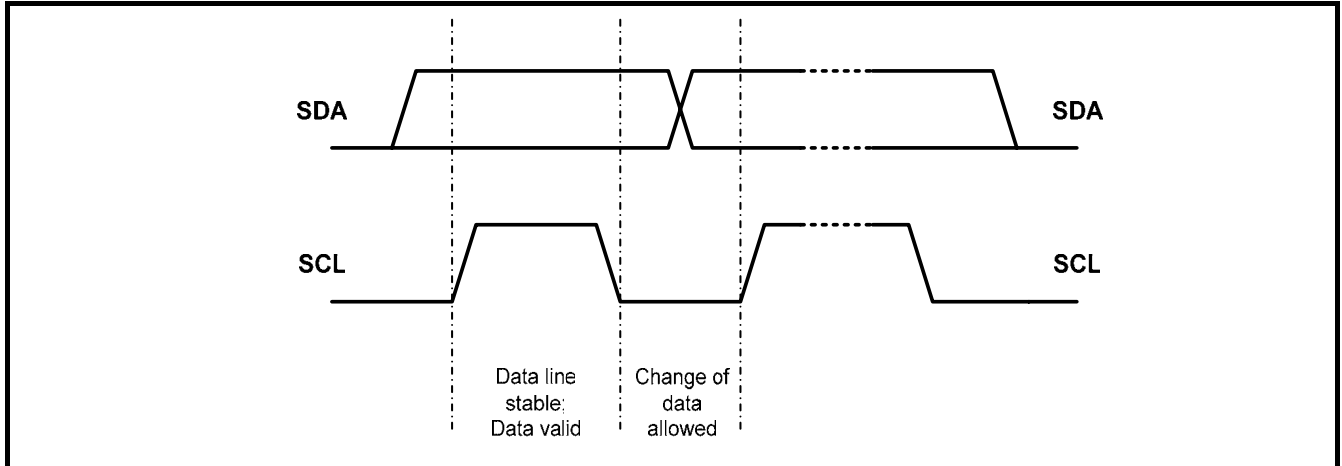 SDA
SDA
SCL
SCL
Data line
stable;
Data valid
Change of
data
allowed